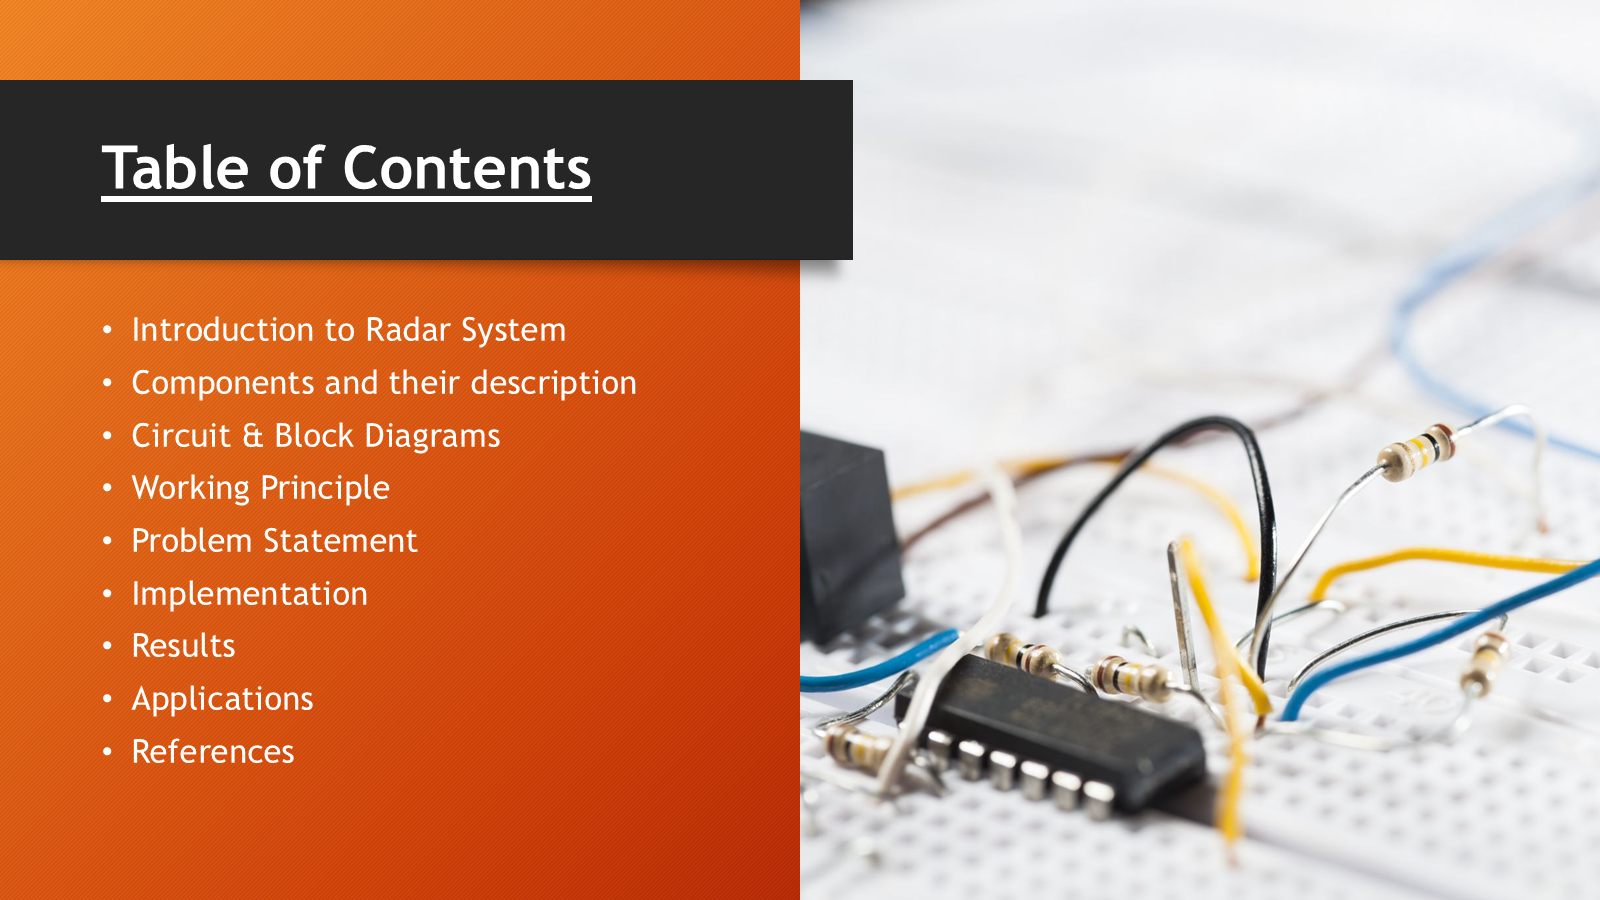 Table of Contents
• Introduction to Radar System
• Components and their description
• Circuit & Block Diagrams
• Working Principle
• Problem Statement
• Implementation
• Results
• Applications
• References